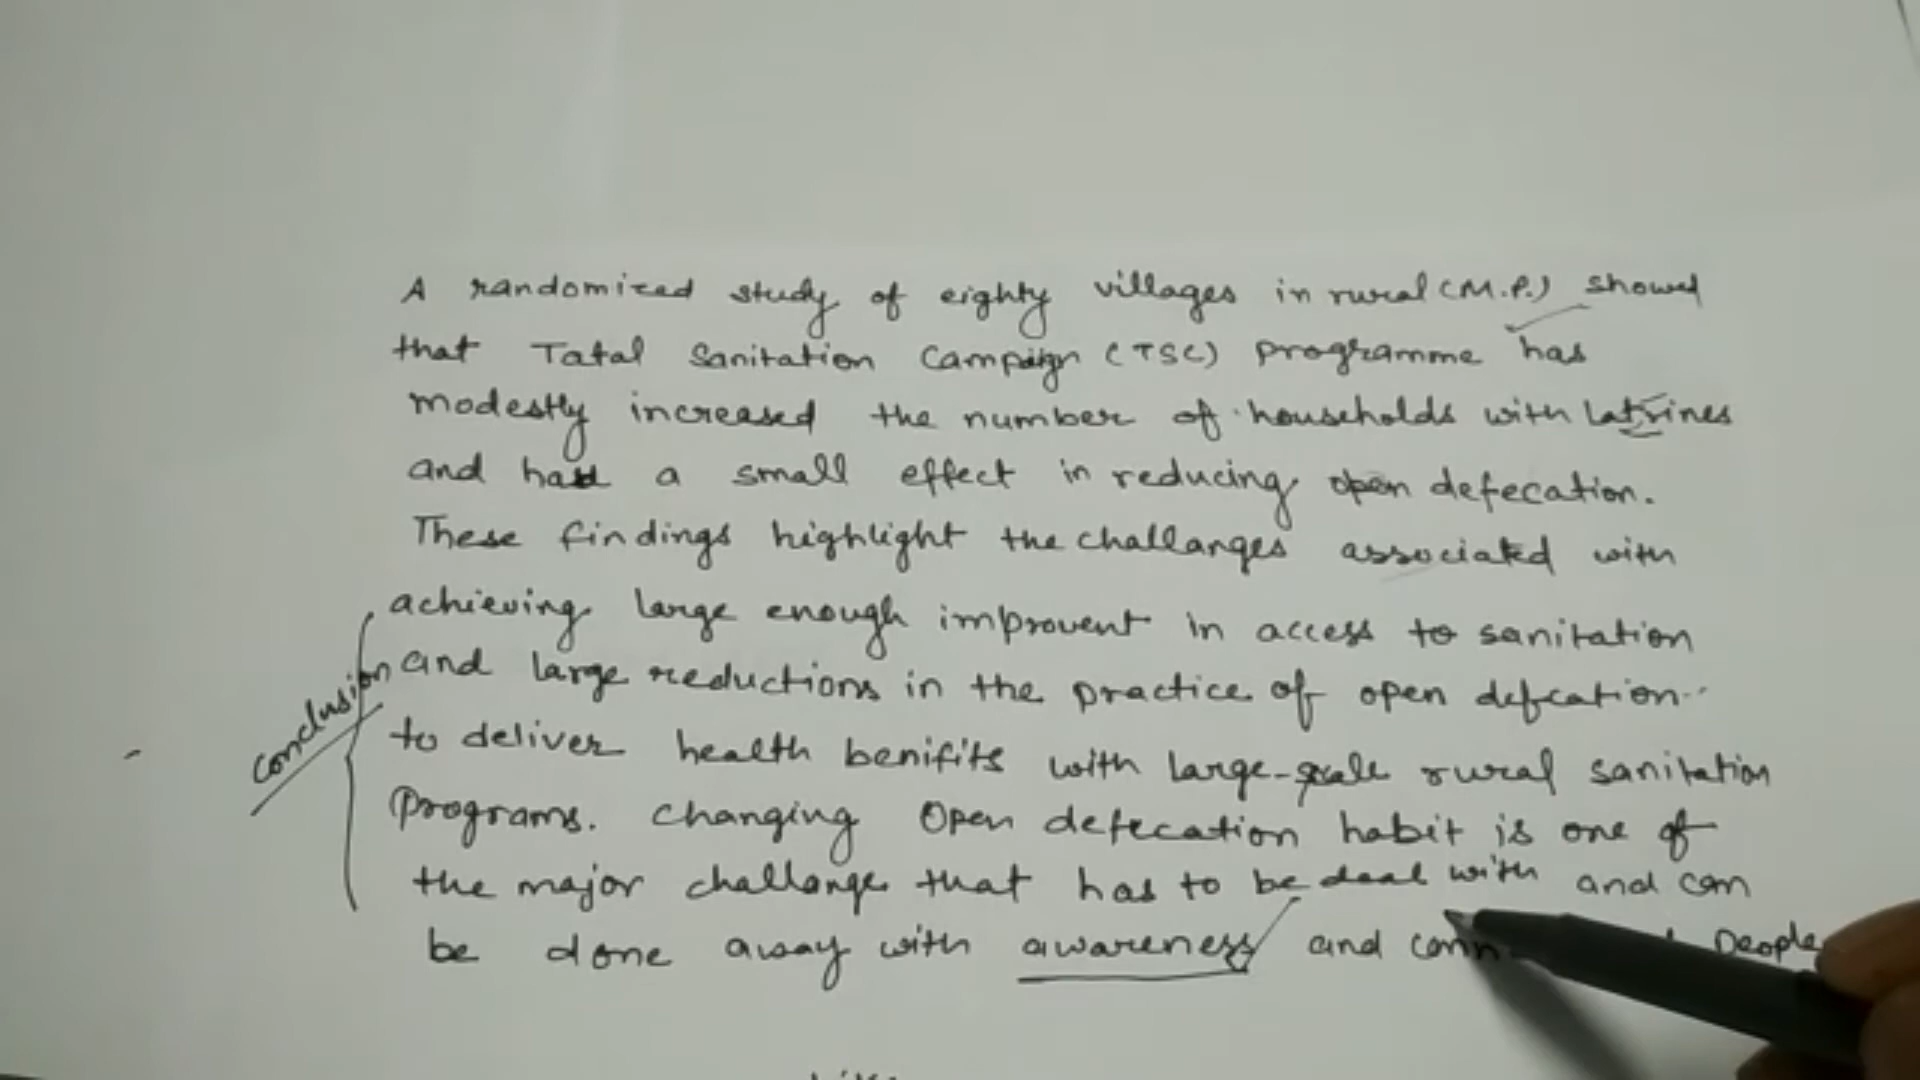 A randomized study of eighty villages in rural (M.P.) showed
that Tatal Sanitation Campaign (TSC) programme has
modestly increased the number of households with latrines
and had a small effect in reducing open defecation.
These findings highlight the challanges associated with
achieving large enough improvent in access to sanitation
and large reductions in the practice of open defcation
to deliver health benifits with large-scale rural sanitation
Programs. Changing Open defecation habit is one of
the major challange that has to be deal with and can
be done away with awareness and people
conclusion